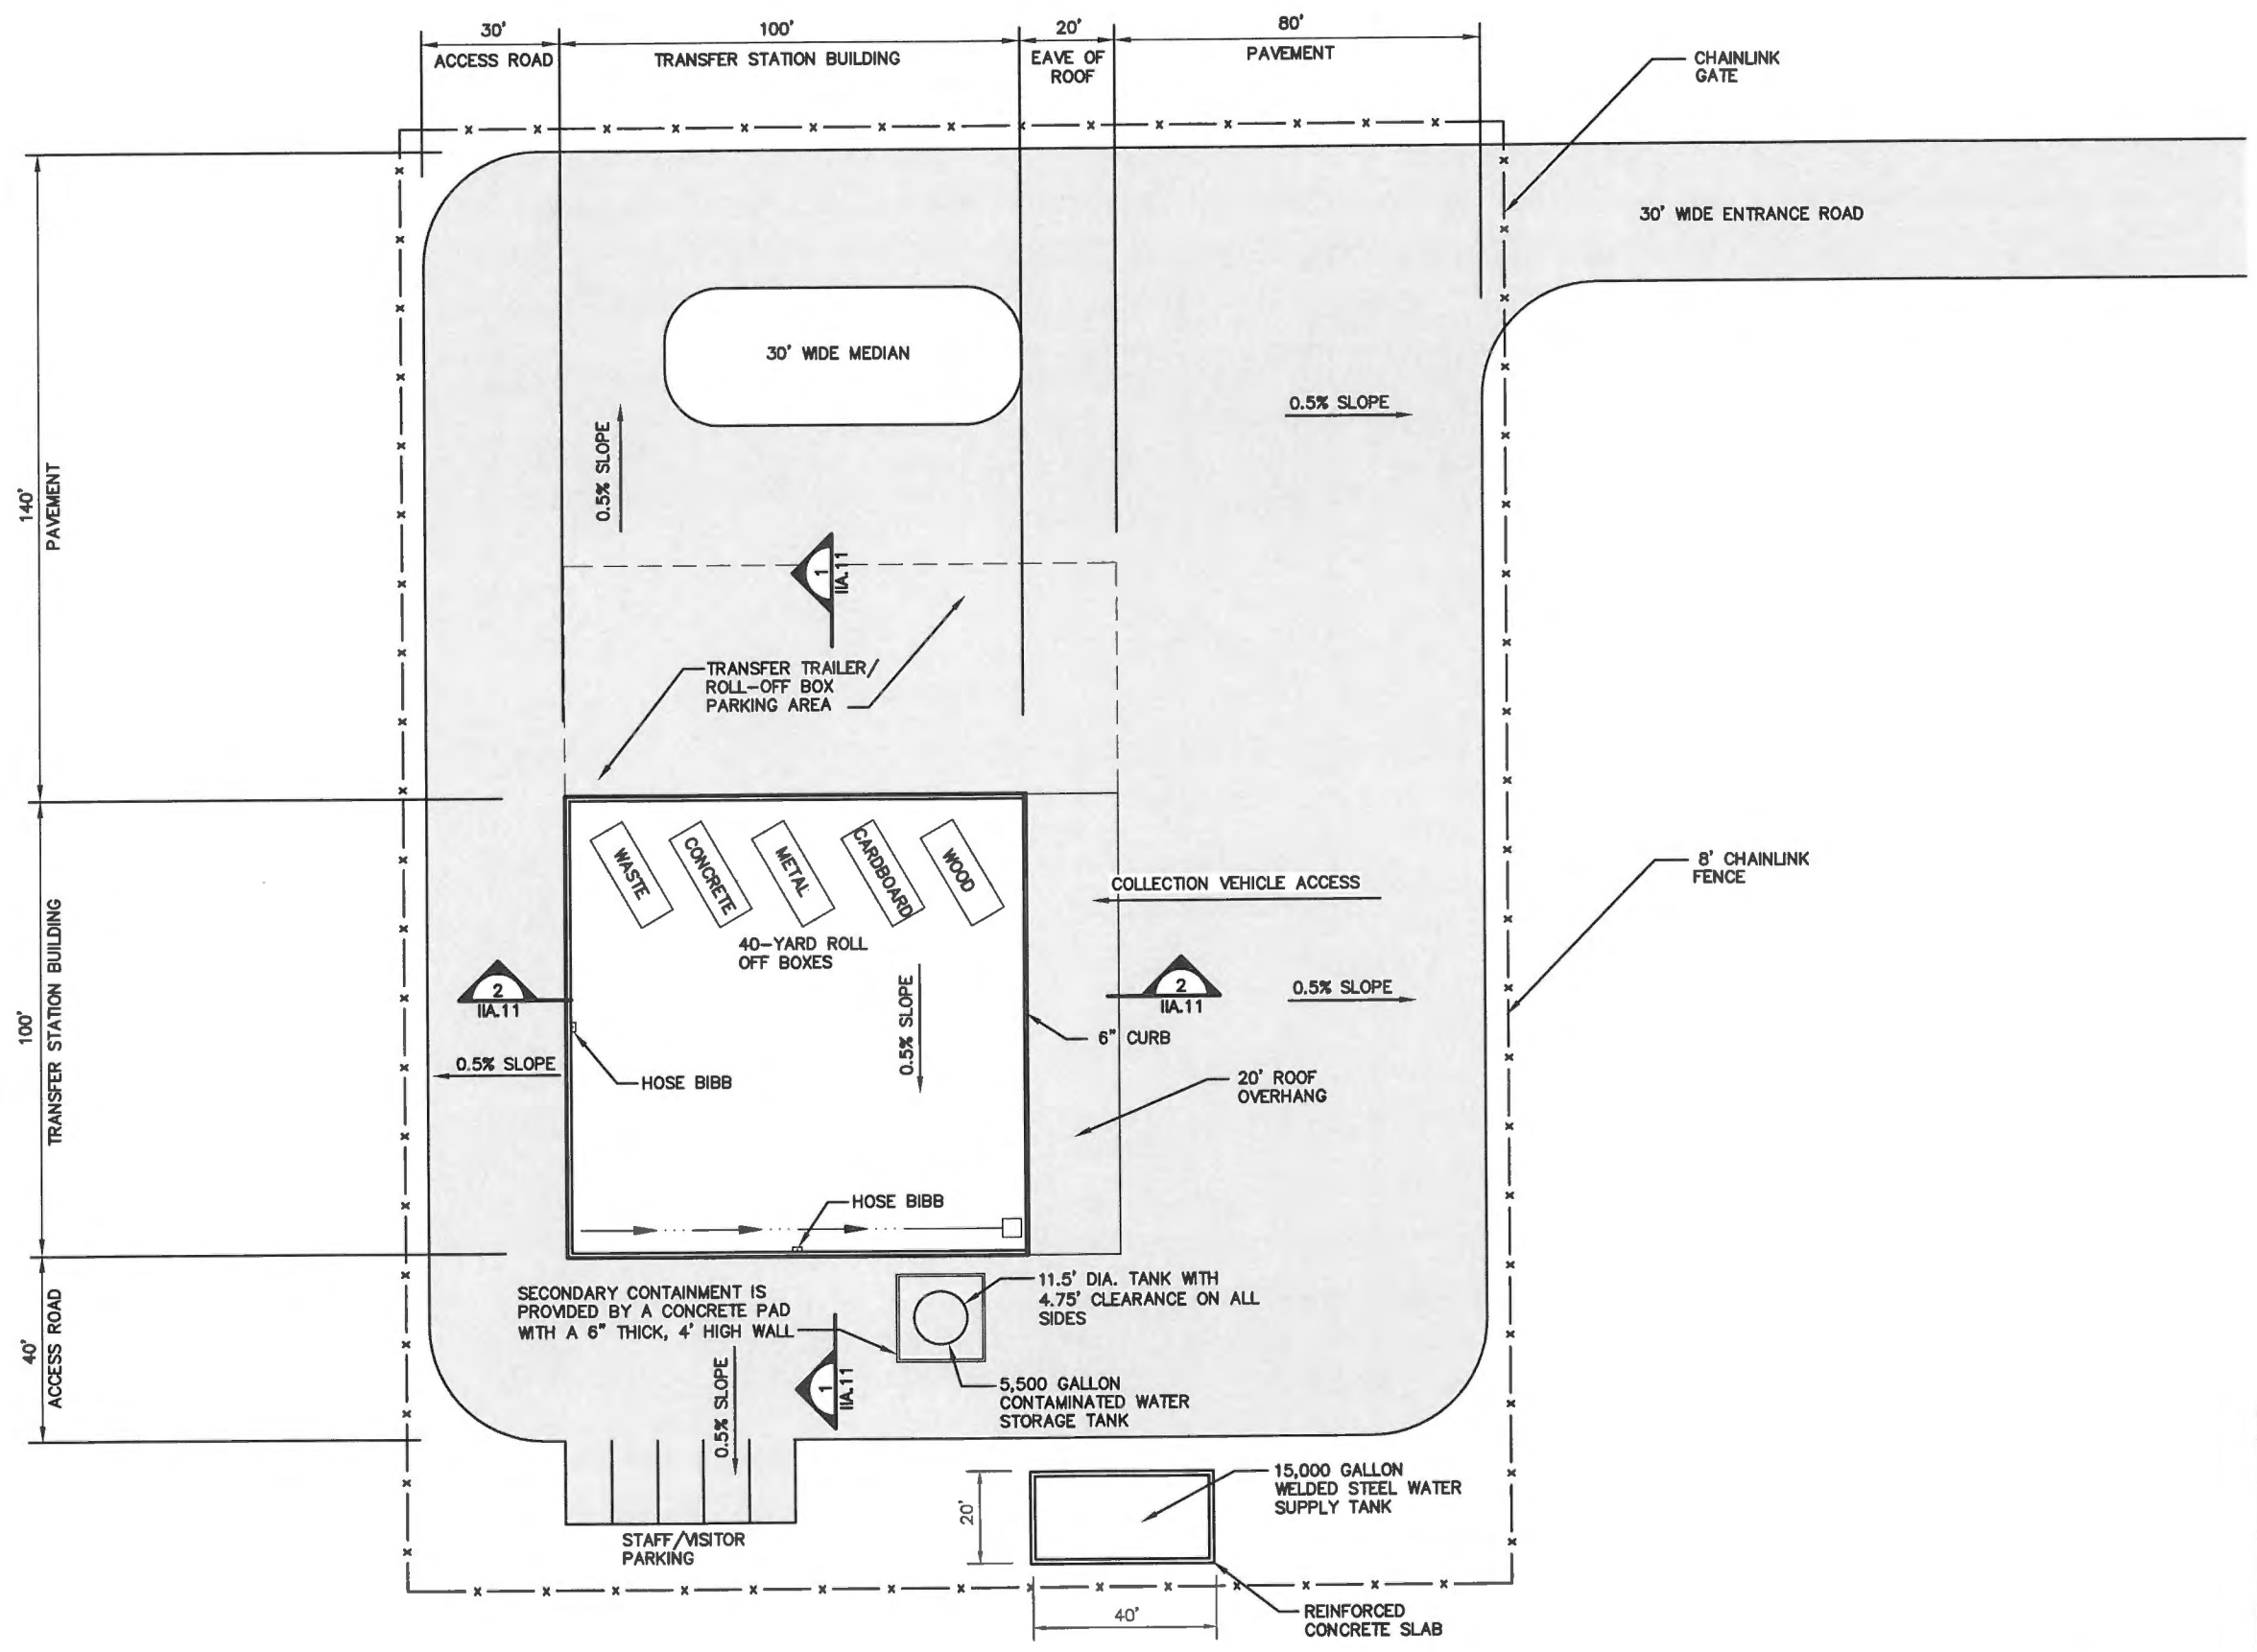 30'
ACCESS ROAD
100'
TRANSFER STATION BUILDING
20'
EAVE OF
ROOF
80'
PAVEMENT
CHAINLINK
GATE
30' WIDE ENTRANCE ROAD
30' WIDE MEDIAN
0.5% SLOPE
0.5% SLOPE
140'
PAVEMENT
1
IIA.11
TRANSFER TRAILER/
ROLL-OFF BOX
PARKING AREA
WASTE
CONCRETE
METAL
CARDBOARD
WOOD
40-YARD ROLL
OFF BOXES
COLLECTION VEHICLE ACCESS
8' CHAINLINK
FENCE
100'
TRANSFER STATION BUILDING
2
IIA.11
2
IIA.11
0.5% SLOPE
0.5% SLOPE
6" CURB
0.5% SLOPE
HOSE BIBB
20' ROOF
OVERHANG
HOSE BIBB
40'
ACCESS ROAD
SECONDARY CONTAINMENT IS
PROVIDED BY A CONCRETE PAD
WITH A 6" THICK, 4' HIGH WALL
11.5' DIA. TANK WITH
4.75' CLEARANCE ON ALL
SIDES
0.5% SLOPE
1
IIA.11
5,500 GALLON
CONTAMINATED WATER
STORAGE TANK
15,000 GALLON
WELDED STEEL WATER
SUPPLY TANK
20'
STAFF/VISITOR
PARKING
40'
REINFORCED
CONCRETE SLAB